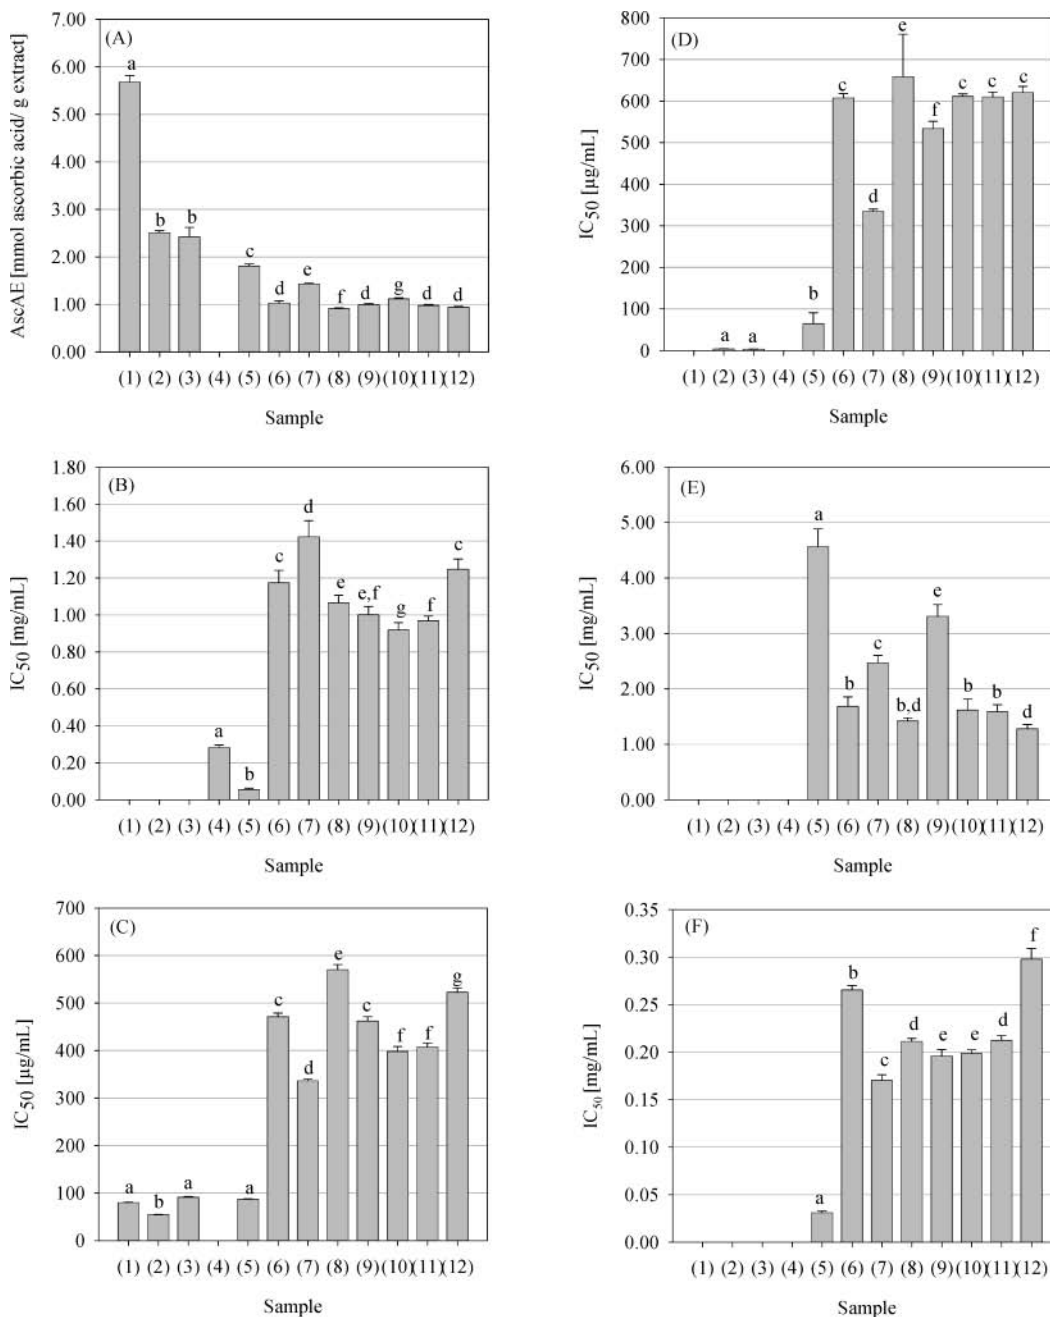 (A)
AscAE [mmol ascorbic acid/ g extract]
7.00
6.00
5.00
4.00
3.00
2.00
1.00
0.00
a
b
b
c
d
e
f
d
g
d
d
(1) (2) (3) (4) (5) (6) (7) (8) (9) (10) (11) (12)
Sample
(D)
IC50 [µg/mL]
800
700
600
500
400
300
200
100
0
a
a
b
c
d
e
f
c
c
c
(1) (2) (3) (4) (5) (6) (7) (8) (9) (10) (11) (12)
Sample
(B)
IC50 [mg/mL]
1.80
1.60
1.40
1.20
1.00
0.80
0.60
0.40
0.20
0.00
a
b
c
d
e
e,f
g
f
c
(1) (2) (3) (4) (5) (6) (7) (8) (9) (10) (11) (12)
Sample
(E)
IC50 [mg/mL]
6.00
5.00
4.00
3.00
2.00
1.00
0.00
a
b
c
b,d
e
b
b
d
(1) (2) (3) (4) (5) (6) (7) (8) (9) (10) (11) (12)
Sample
(C)
IC50 [µg/mL]
700
600
500
400
300
200
100
0
a
b
a
a
c
d
e
c
f
f
g
(1) (2) (3) (4) (5) (6) (7) (8) (9) (10) (11) (12)
Sample
(F)
IC50 [mg/mL]
0.35
0.30
0.25
0.20
0.15
0.10
0.05
0.00
a
b
c
d
e
e
d
f
(1) (2) (3) (4) (5) (6) (7) (8) (9) (10) (11) (12)
Sample